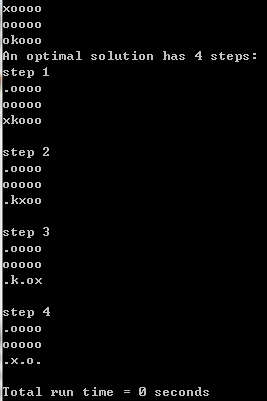 xoooo
ooooo
okooo
An optimal solution has 4 steps:
step 1
.oooo
ooooo
xkooo

step 2
.oooo
ooooo
.kxoo

step 3
.oooo
ooooo
.k.ox

step 4
.oooo
ooooo
.x.o.

Total run time = 0 seconds